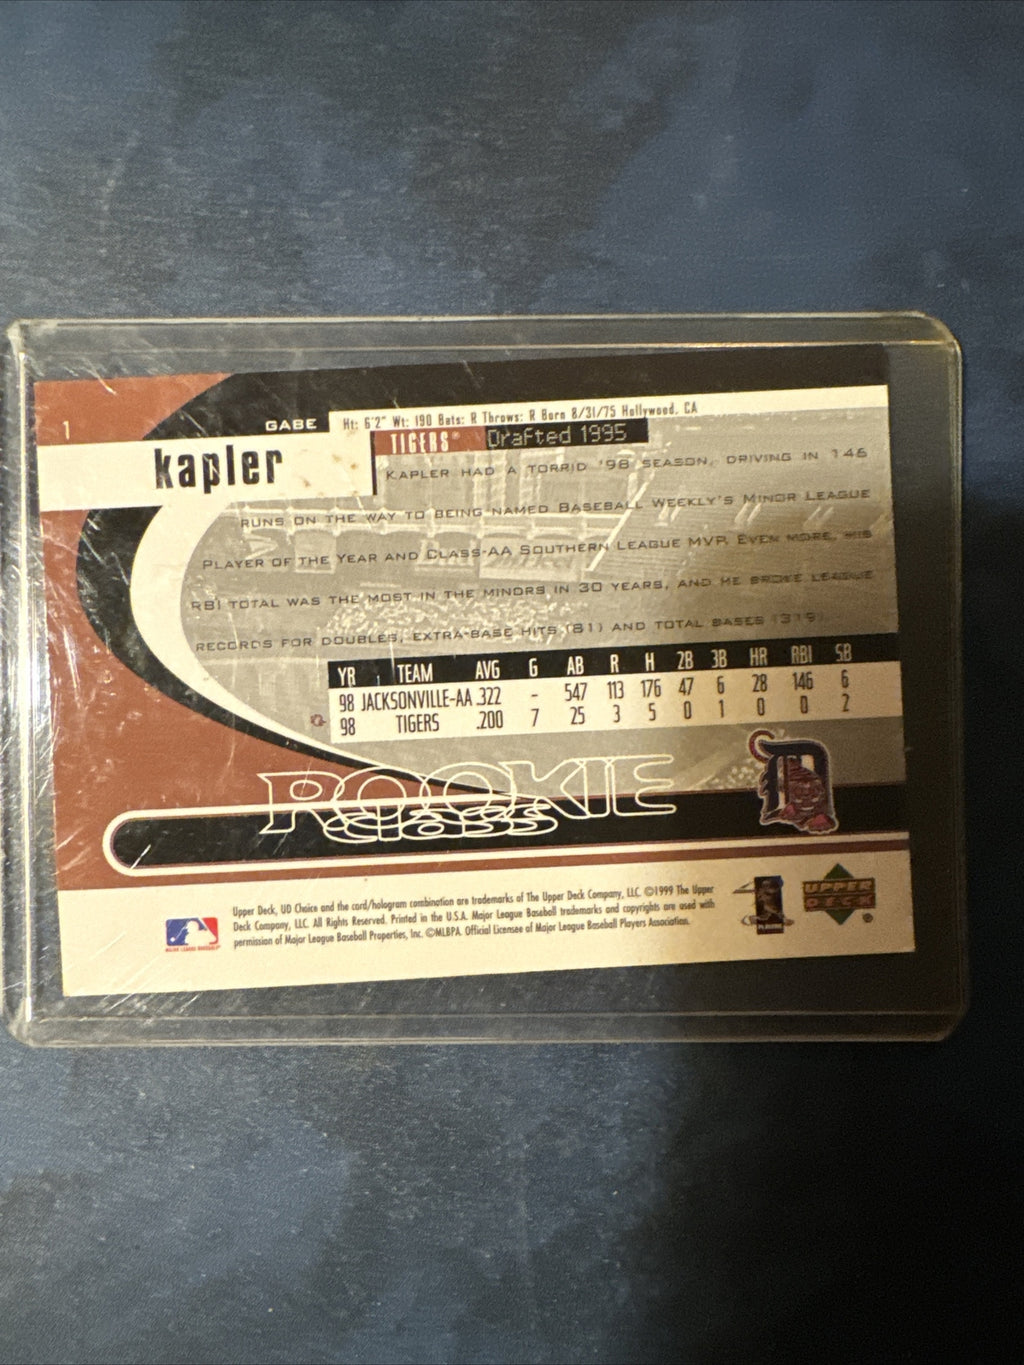 1
GABE
kapler
Ht: 6'2" Wt: 190 Bats: R Throws: R Born 8/31/75 Hollywood, CA
TIGERS® Drafted 1995
KAPLER HAD A TORRID '98 SEASON, DRIVING IN 146
RUNS ON THE WAY TO BEING NAMED BASEBALL WEEKLY'S MINOR LEAGUE
PLAYER OF THE YEAR AND CLASS-AA SOUTHERN LEAGUE MVP. EVEN MORE, HIS
RBI TOTAL WAS THE MOST IN THE MINORS IN 30 YEARS, AND HE BROKE LEAGUE
RECORDS FOR DOUBLES, EXTRA-BASE HITS (81) AND TOTAL BASES (319).
YR TEAM AVG G AB R H 2B 3B HR RBI SB
98 JACKSONVILLE-AA .322 - 547 113 176 47 6 28 146 6
98 TIGERS .200 7 25 3 5 0 1 0 0 2
ROOKIE
class
Upper Deck, UD Choice and the card/hologram combination are trademarks of The Upper Deck Company, LLC. ©1999 The Upper
Deck Company, LLC. All Rights Reserved. Printed in the U.S.A. Major League Baseball trademarks and copyrights are used with
permission of Major League Baseball Properties, Inc. ©MLBPA. Official Licensee of Major League Baseball Players Association.
MAJOR LEAGUE BASEBALL
PLAYERS
UPPER
DECK
®